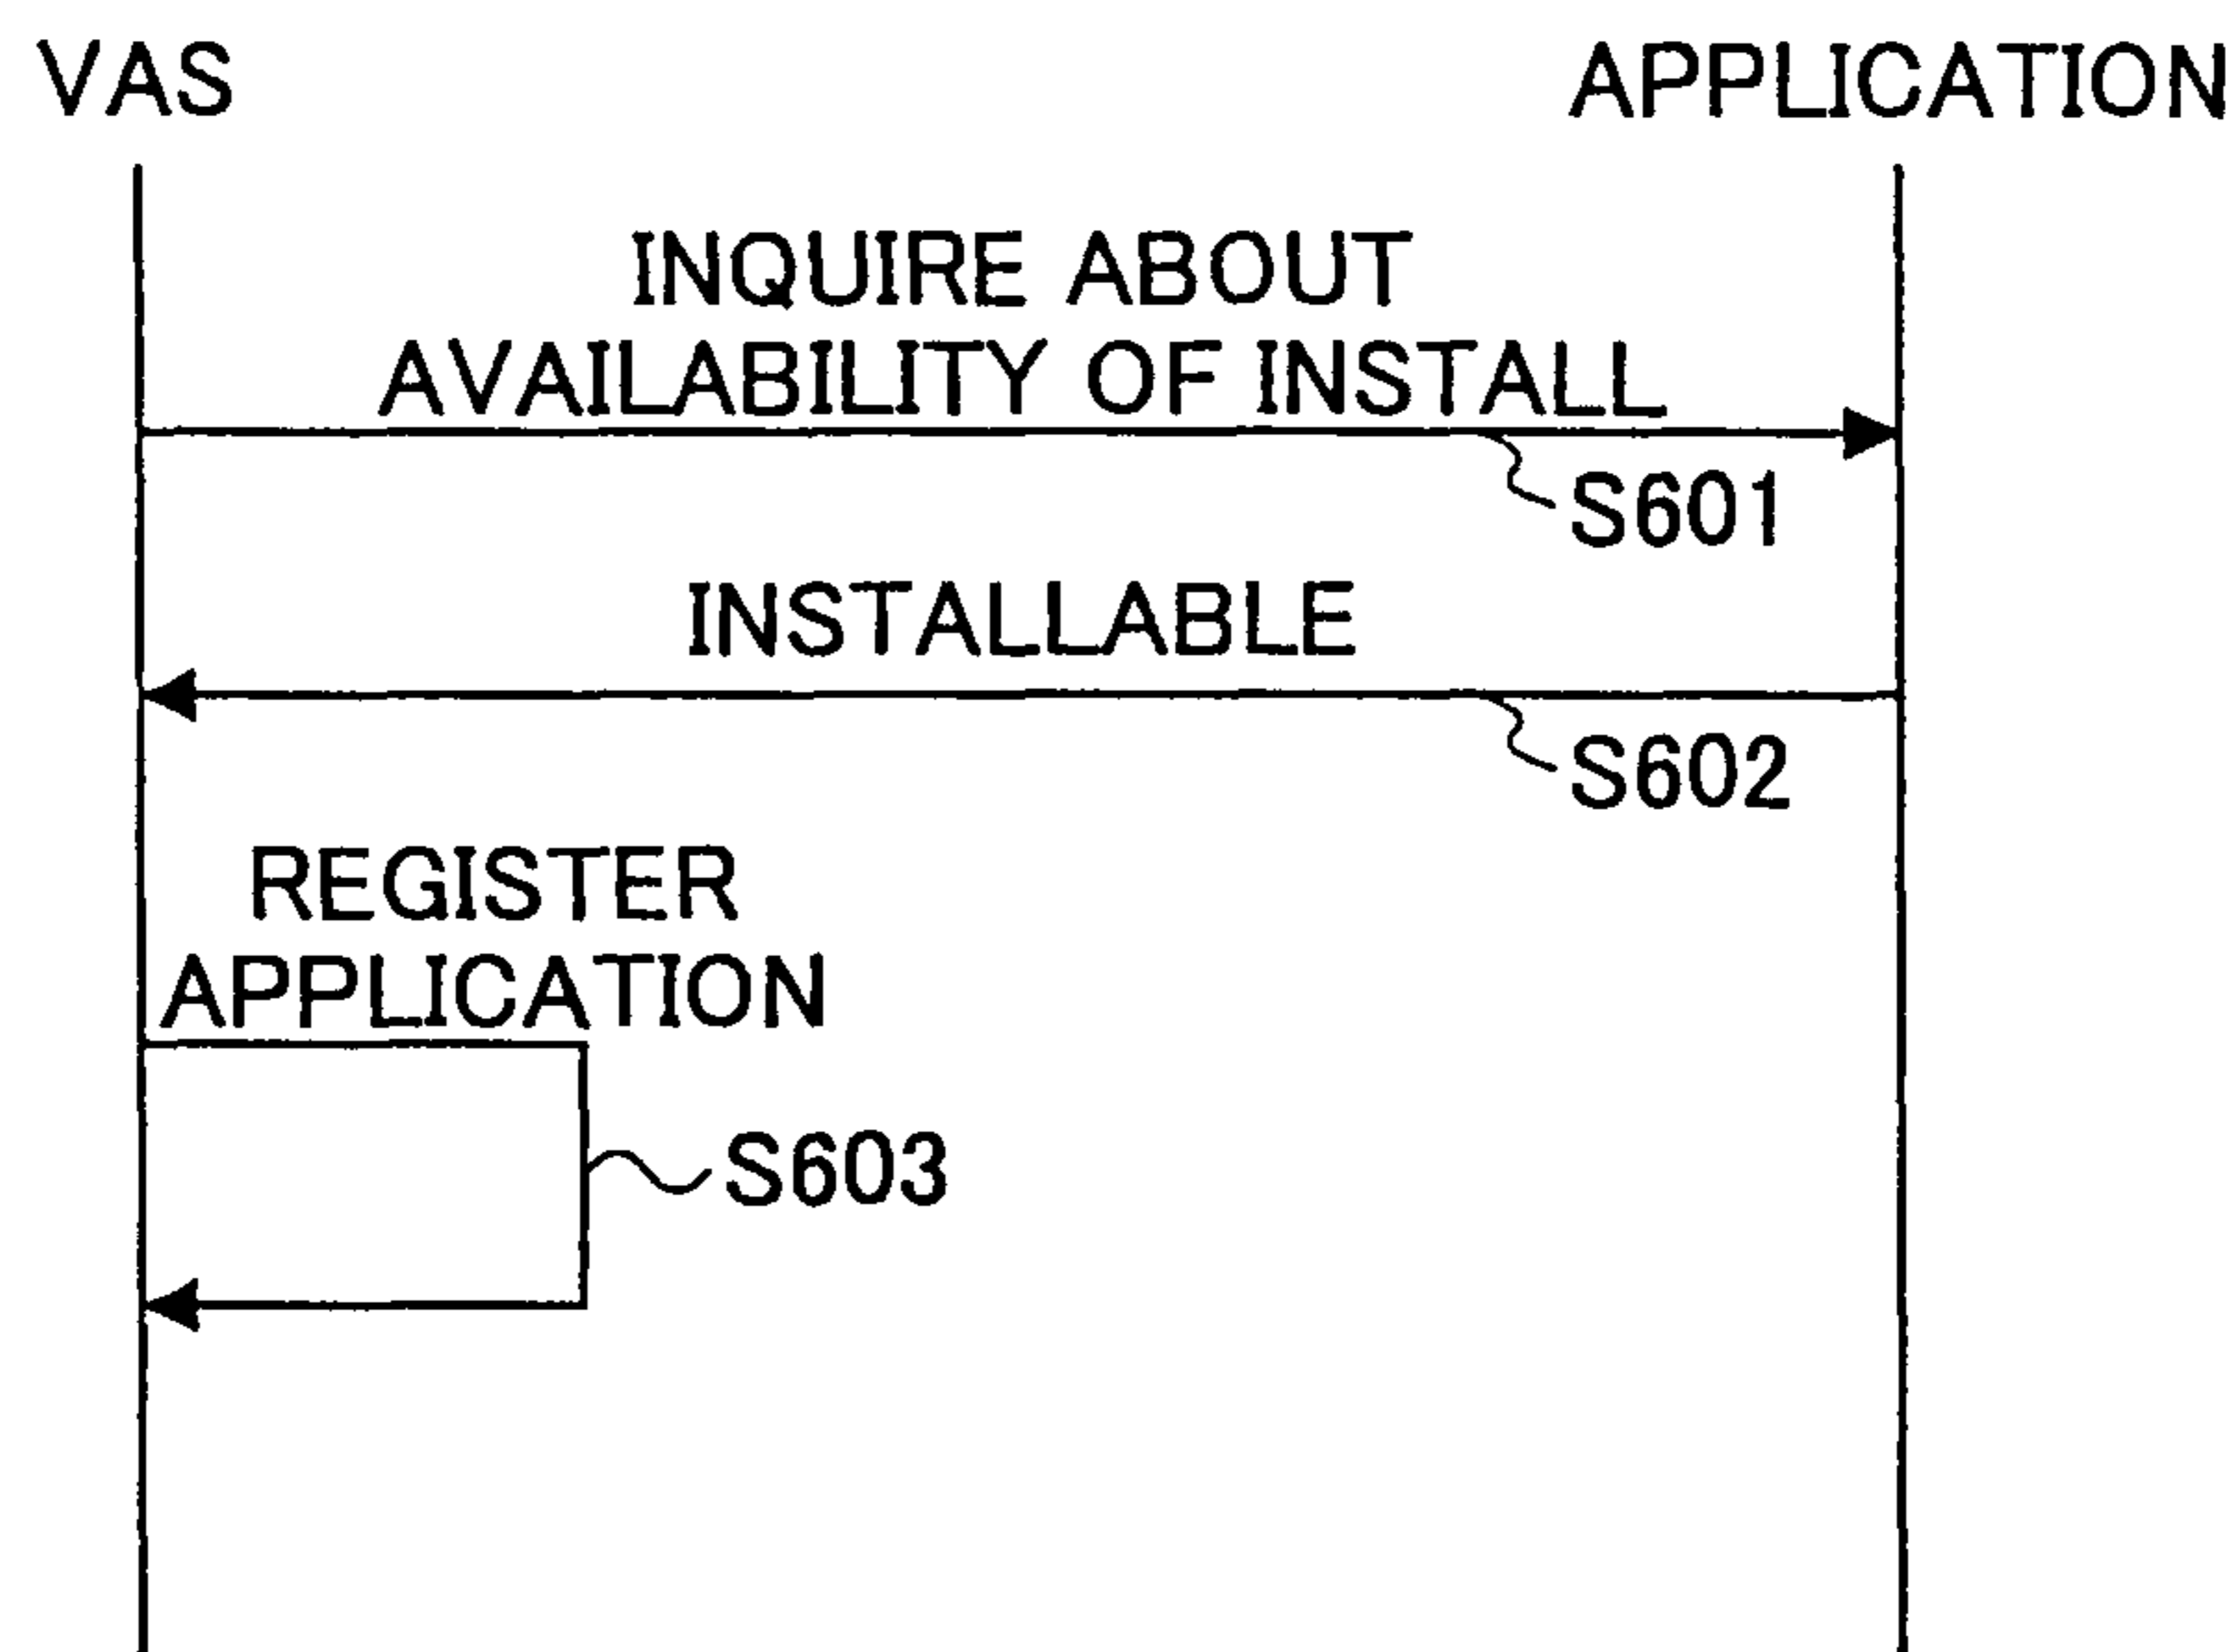 VAS
APPLICATION
INQUIRE ABOUT
AVAILABILITY OF INSTALL
S601
INSTALLABLE
S602
REGISTER
APPLICATION
S603